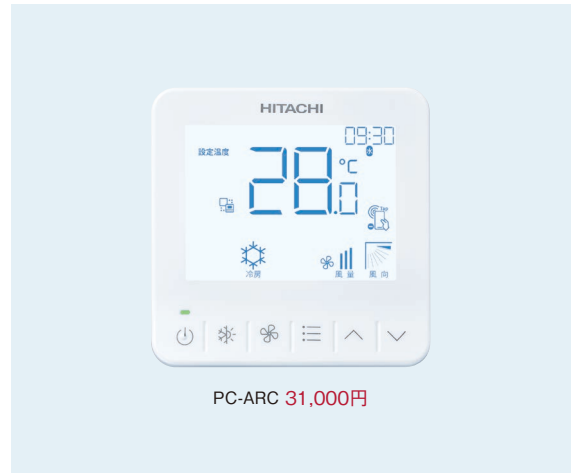 HITACHI
09:30
設定温度
28.0
°C
冷房
風量
風向
PC-ARC 31,000円